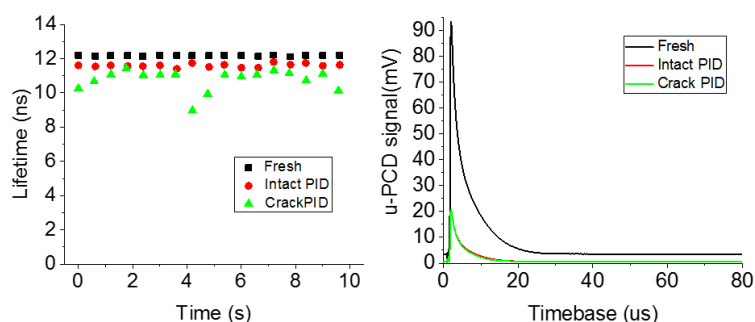 14
12
10
8
6
4
2
0
0 2 4 6 8 10
Lifetime (ns)
Time (s)
Fresh
Intact PID
CrackPID
90
80
70
60
50
40
30
20
10
0
0 20 40 60 80
u-PCD signal(mV)
Timebase (us)
Fresh
Intact PID
Crack PID